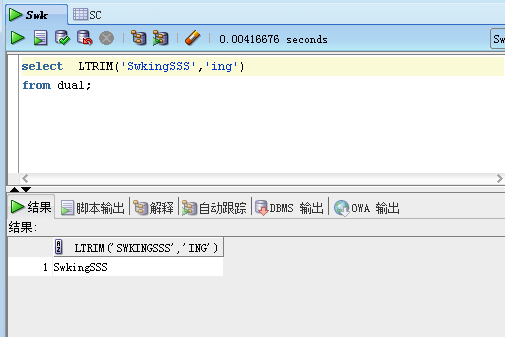 Swk SC
0.00416676 seconds Sw
select LTRIM('SwkingSSS','ing')
from dual;
结果 脚本输出 解释 自动跟踪 DBMS 输出 OWA 输出
结果:
LTRIM('SWKINGSSS','ING')
1 SwkingSSS